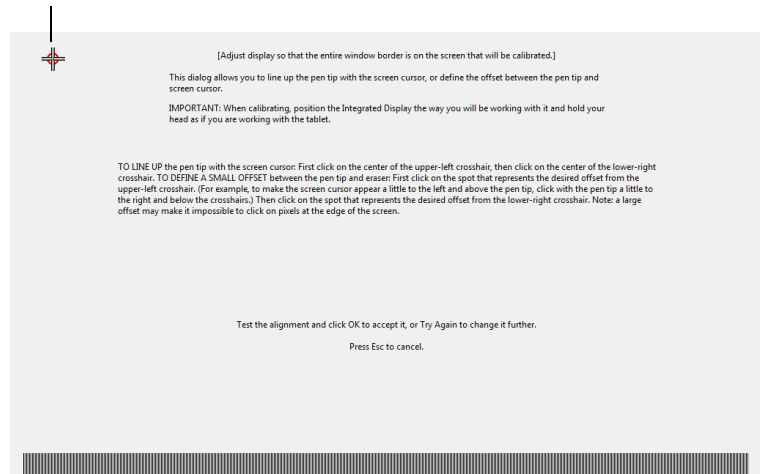 [Adjust display so that the entire window border is on the screen that will be calibrated.]
This dialog allows you to line up the pen tip with the screen cursor, or define the offset between the pen tip and
screen cursor.
IMPORTANT: When calibrating, position the Integrated Display the way you will be working with it and hold your
head as if you are working with the tablet.
TO LINE UP the pen tip with the screen cursor: First click on the center of the upper-left crosshair, then click on the center of the lower-right
crosshair. TO DEFINE A SMALL OFFSET between the pen tip and eraser: First click on the spot that represents the desired offset from the
upper-left crosshair. (For example, to make the screen cursor appear a little to the left and above the pen tip, click with the pen tip a little to
the right and below the crosshairs.) Then click on the spot that represents the desired offset from the lower-right crosshair. Note: a large
offset may make it impossible to click on pixels at the edge of the screen.
Test the alignment and click OK to accept it, or Try Again to change it further.
Press Esc to cancel.